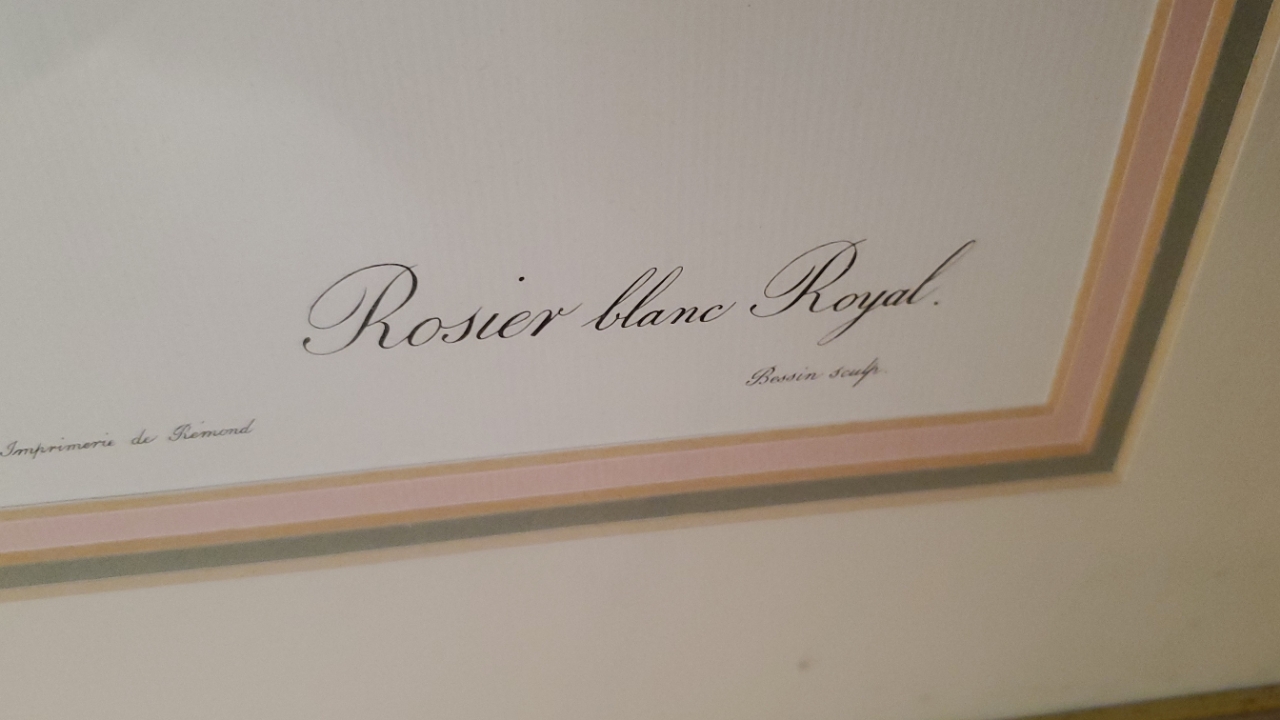 Rosier blanc Royal.
Bessin sculp.
Imprimerie de Rémond